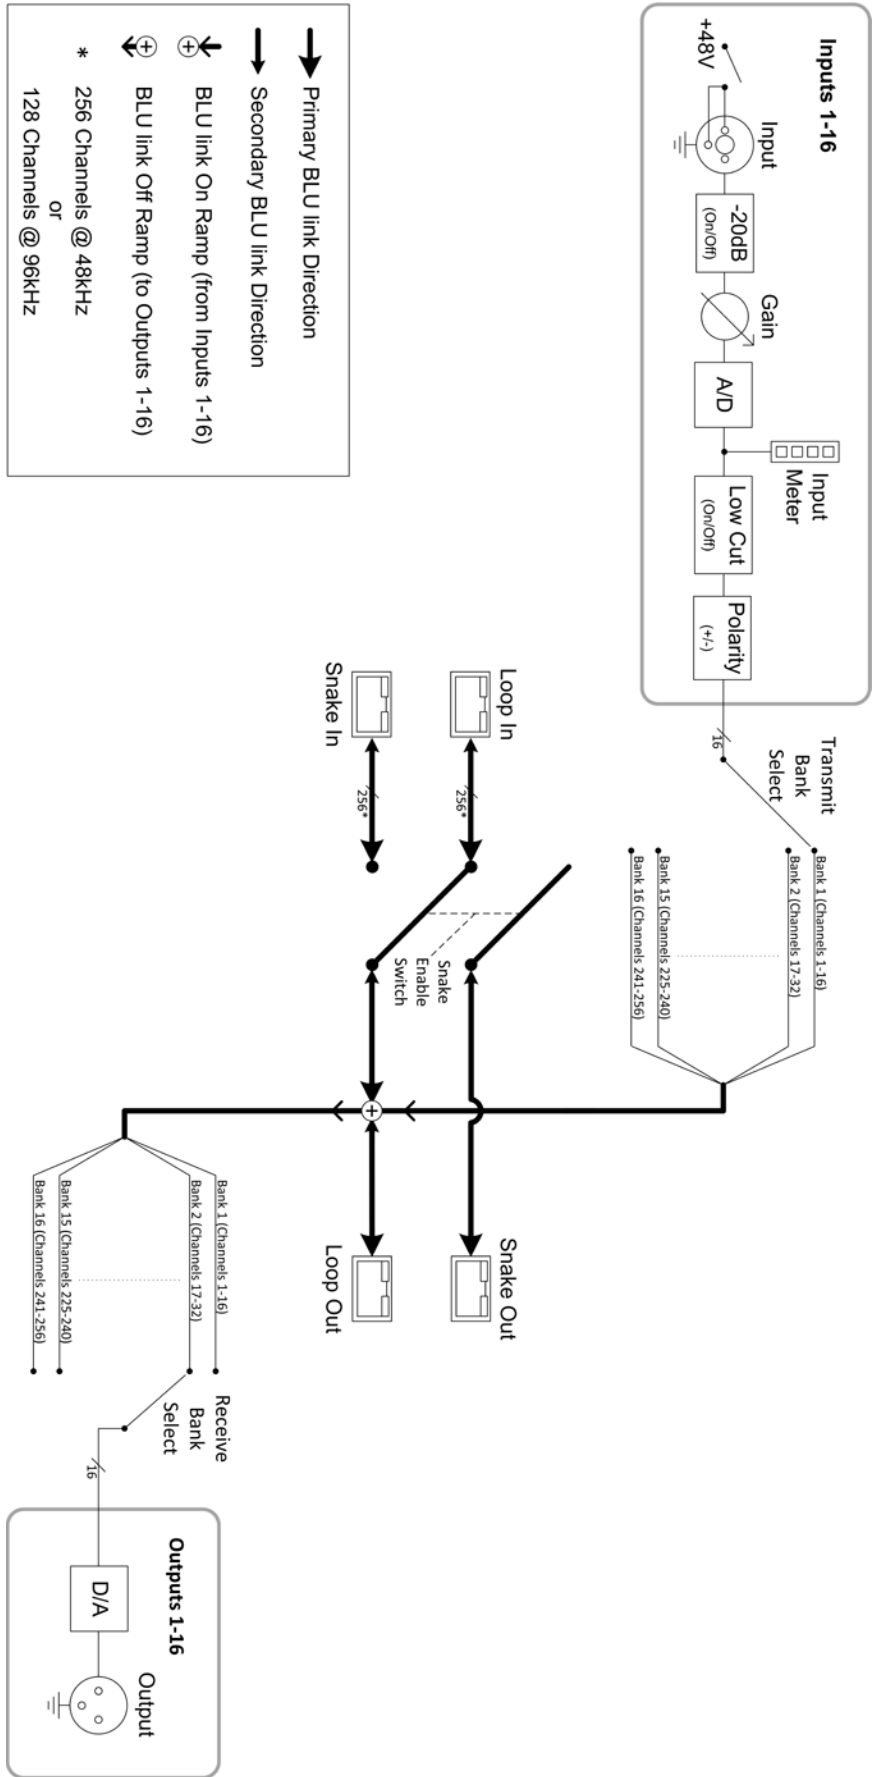 Inputs 1-16
+48V
Input
-20dB
(On/Off)
Gain
A/D
Input
Meter
Low Cut
(On/Off)
Polarity
(+/-)
16
Transmit
Bank
Select
Bank 1 (Channels 1-16)
Bank 2 (Channels 17-32)
Bank 15 (Channels 225-240)
Bank 16 (Channels 241-256)
Loop In
256*
Snake In
256*
Snake
Enable
Switch
Snake Out
Loop Out
Bank 1 (Channels 1-16)
Bank 2 (Channels 17-32)
Bank 15 (Channels 225-240)
Bank 16 (Channels 241-256)
Receive
Bank
Select
16
Outputs 1-16
D/A
Output
Primary BLU link Direction
Secondary BLU link Direction
BLU link On Ramp (from Inputs 1-16)
BLU link Off Ramp (to Outputs 1-16)
* 256 Channels @ 48kHz
or
128 Channels @ 96kHz